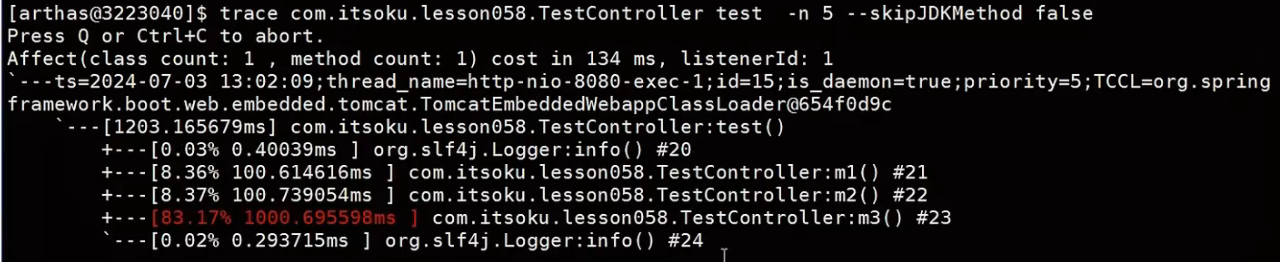 [arthas@3223040]$ trace com.itsoku.lesson058.TestController test  -n 5 --skipJDKMethod false
Press Q or Ctrl+C to abort.
Affect(class count: 1 , method count: 1) cost in 134 ms, listenerId: 1
`---ts=2024-07-03 13:02:09;thread_name=http-nio-8080-exec-1;id=15;is_daemon=true;priority=5;TCCL=org.spring
framework.boot.web.embedded.tomcat.TomcatEmbeddedWebappClassLoader@654f0d9c
    `---[1203.165679ms] com.itsoku.lesson058.TestController:test()
        +---[0.03% 0.40039ms ] org.slf4j.Logger:info() #20
        +---[8.36% 100.614616ms ] com.itsoku.lesson058.TestController:m1() #21
        +---[8.37% 100.739054ms ] com.itsoku.lesson058.TestController:m2() #22
        +---[83.17% 1000.695598ms ] com.itsoku.lesson058.TestController:m3() #23
        `---[0.02% 0.293715ms ] org.slf4j.Logger:info() #24